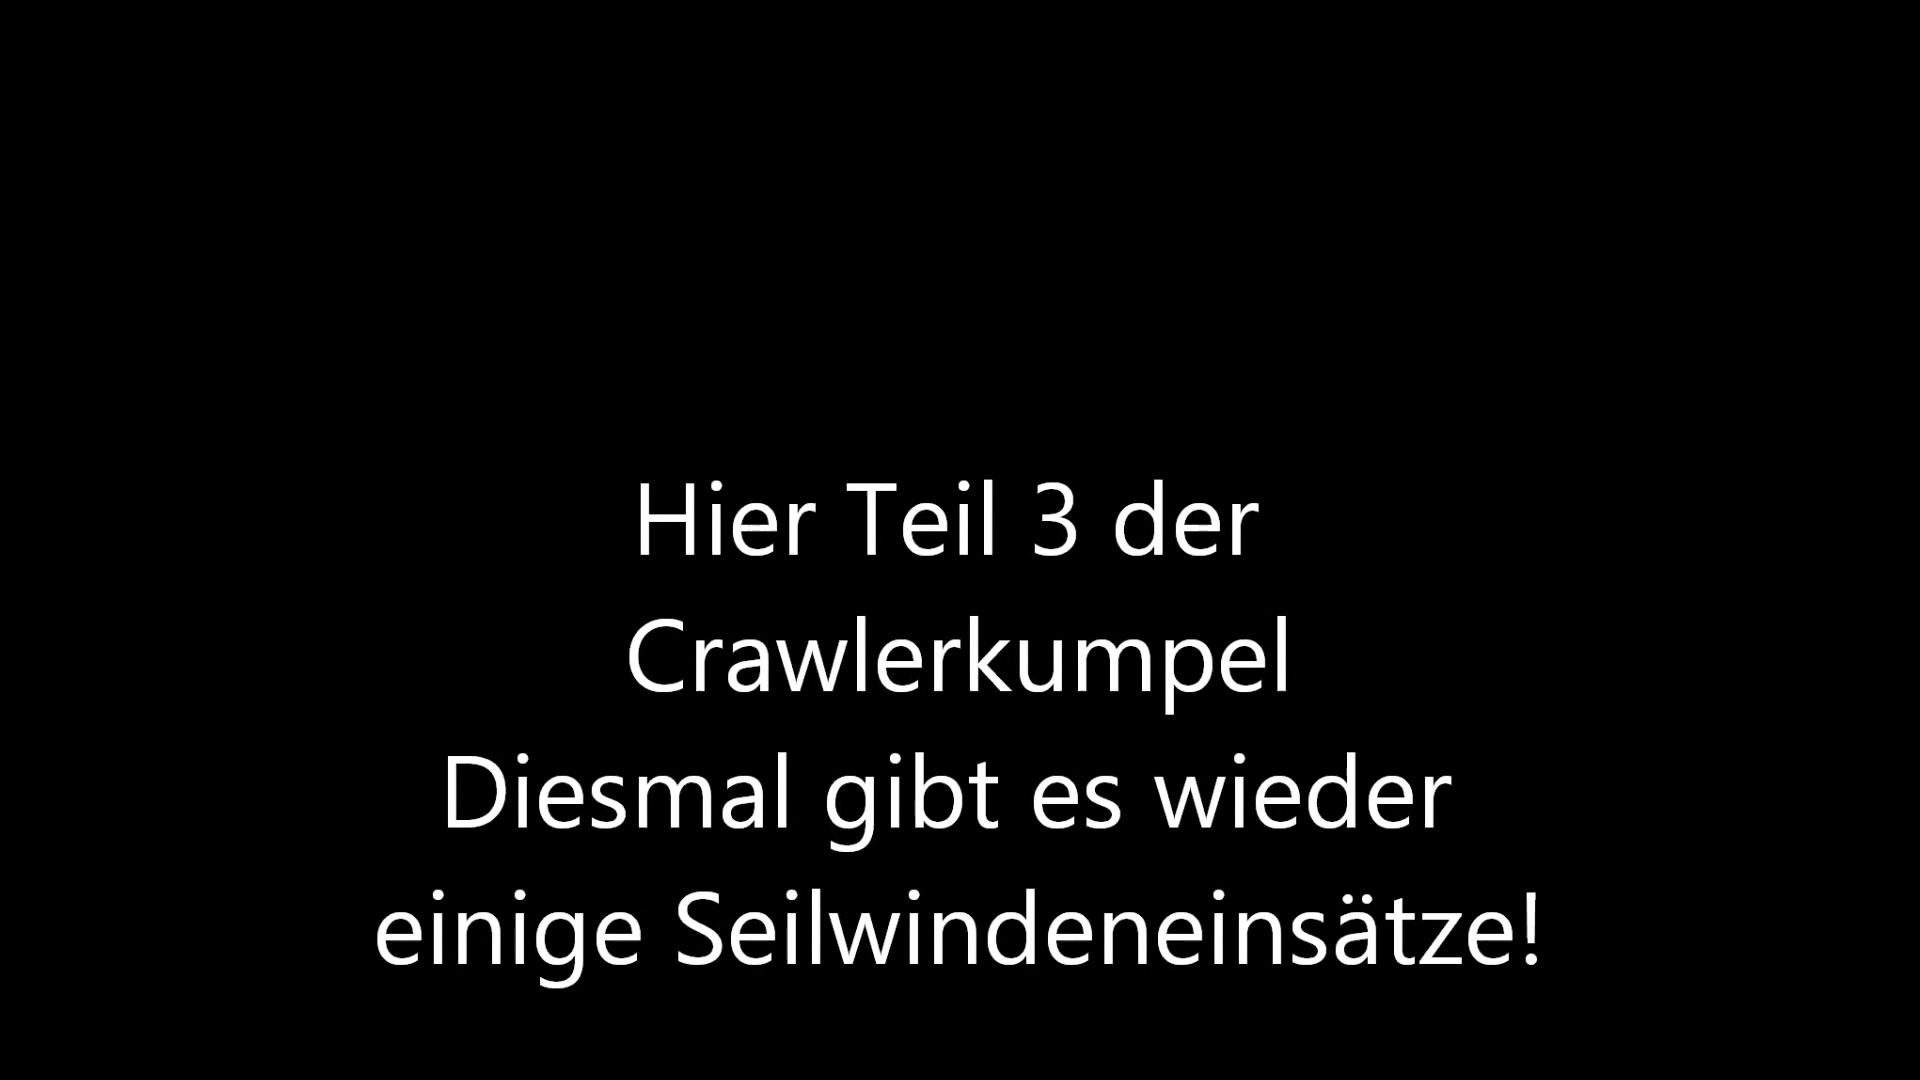 Hier Teil 3 der
Crawlerkumpel
Diesmal gibt es wieder
einige Seilwindeneinsätze!